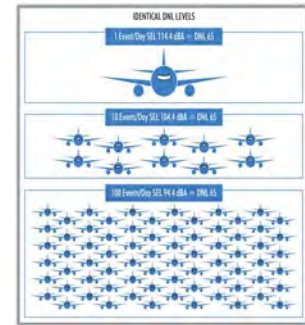 IDENTICAL DNL LEVELS
1 Event/Day SEL 114.4 dBA = DNL 65
10 Events/Day SEL 104.4 dBA = DNL 65
100 Events/Day SEL 94.4 dBA = DNL 65